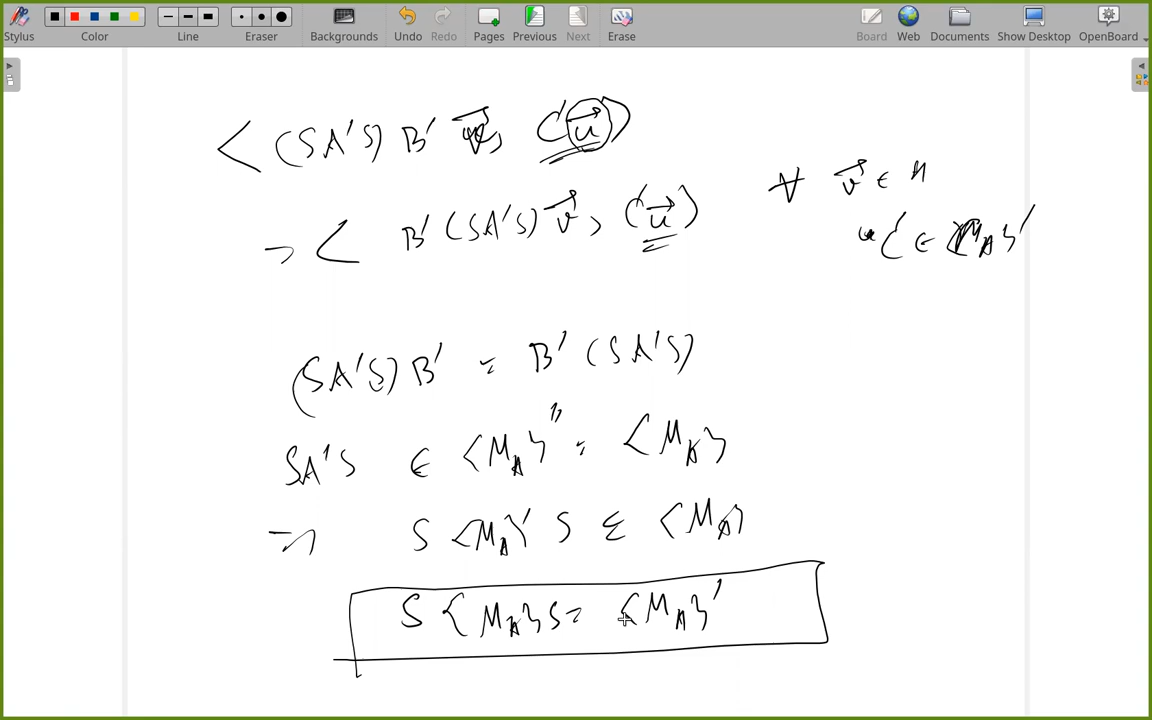 Stylus Color Line Eraser Backgrounds Undo Redo Pages Previous Next Erase Board Web Documents Show Desktop OpenBoard
< (SA'S) B' v⃗, C'u⃗ )
∀ v⃗ ∈ H
⇒ < B' (SA'S) v⃗, C'u⃗ )
∈ {M_A}'
(SA'S) B' = B' (SA'S)
SA'S ∈ {M_A}'' = {M_A}
⇒ S {M_A}' S ∈ {M_A}
S {M_A} S = {M_A}'